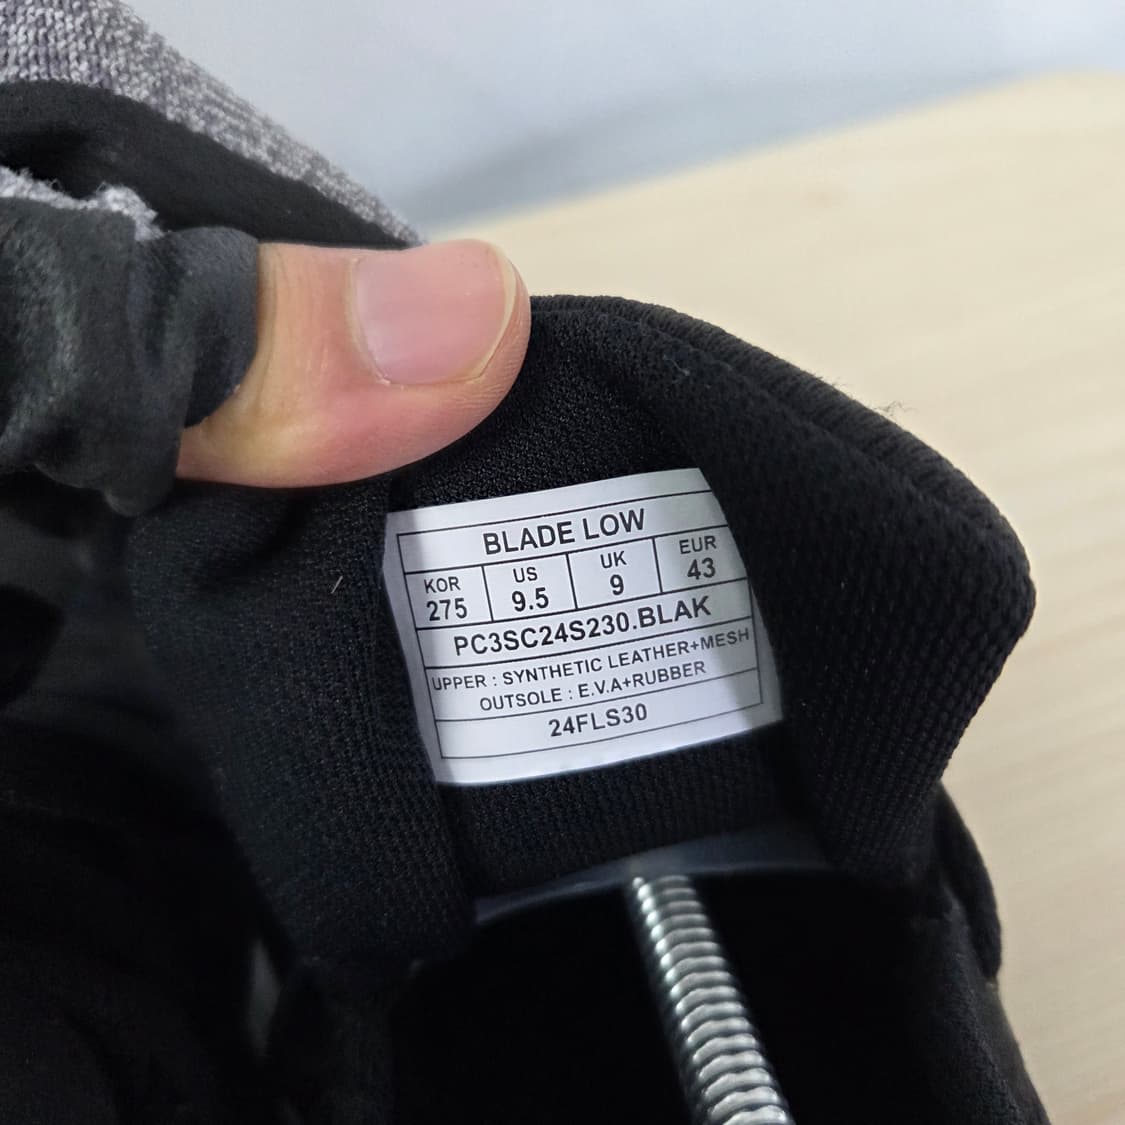 BLADE LOW
KOR US UK EUR
275 9.5 9 43
PC3SC24S230.BLAK
UPPER : SYNTHETIC LEATHER+MESH
OUTSOLE : E.V.A+RUBBER
24FLS30